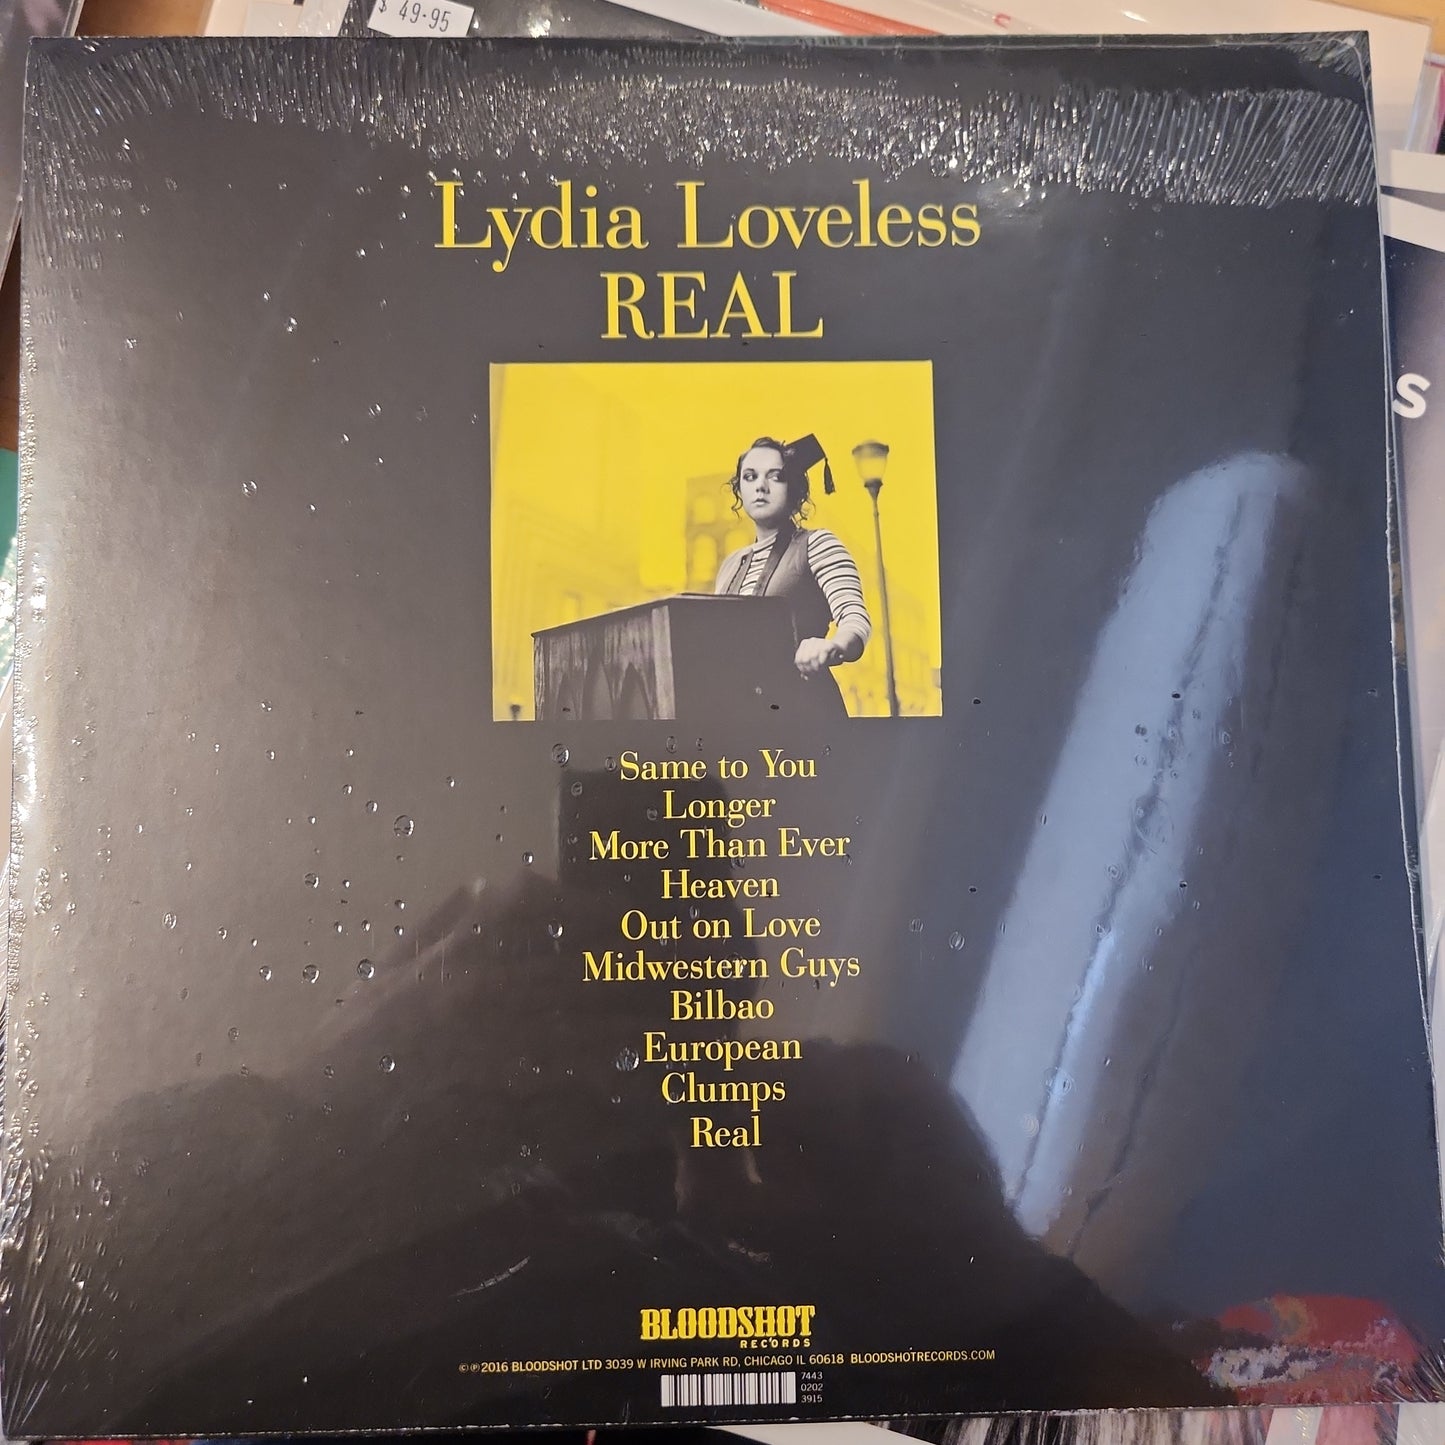 $ 49-95
Lydia Loveless
REAL
S
Same to You
Longer
More Than Ever
Heaven
Out on Love
Midwestern Guys
Bilbao
European
Clumps
Real
BLOODSHOT
RECORDS
©℗2016 BLOODSHOT LTD 3039 W IRVING PARK RD, CHICAGO IL 60618 BLOODSHOTRECORDS.COM
7443
0202
3915